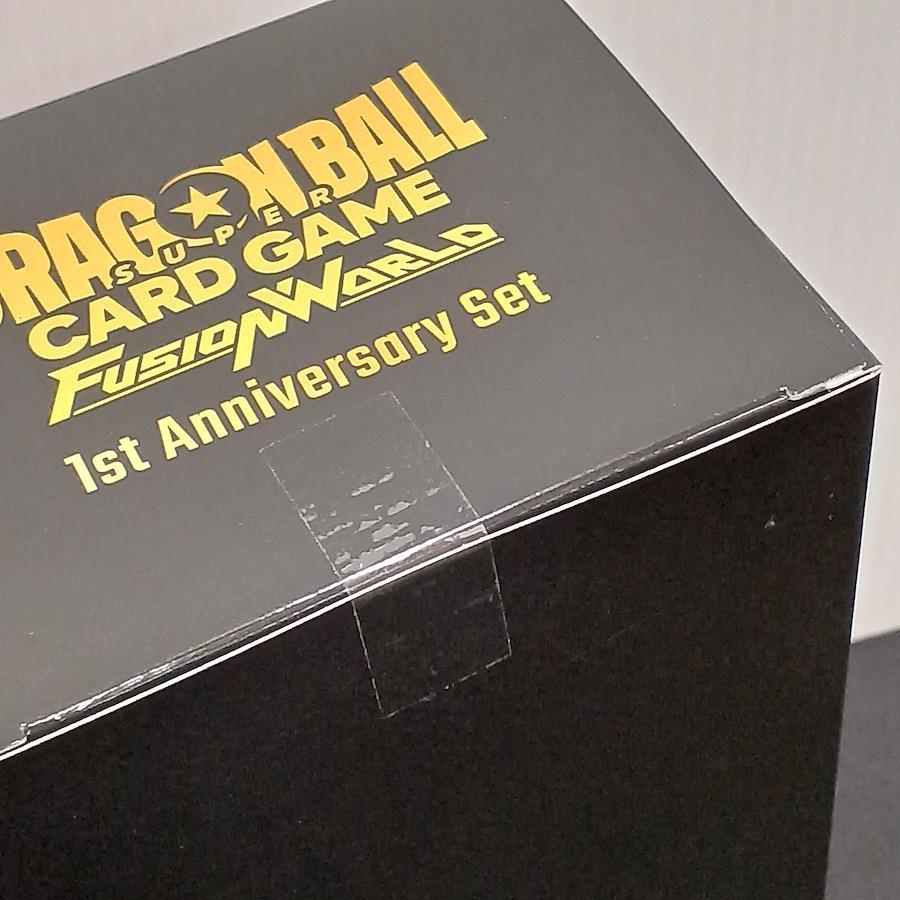 DRAGON BALL
SUPER
CARD GAME
FUSION WORLD
1st Anniversary Set